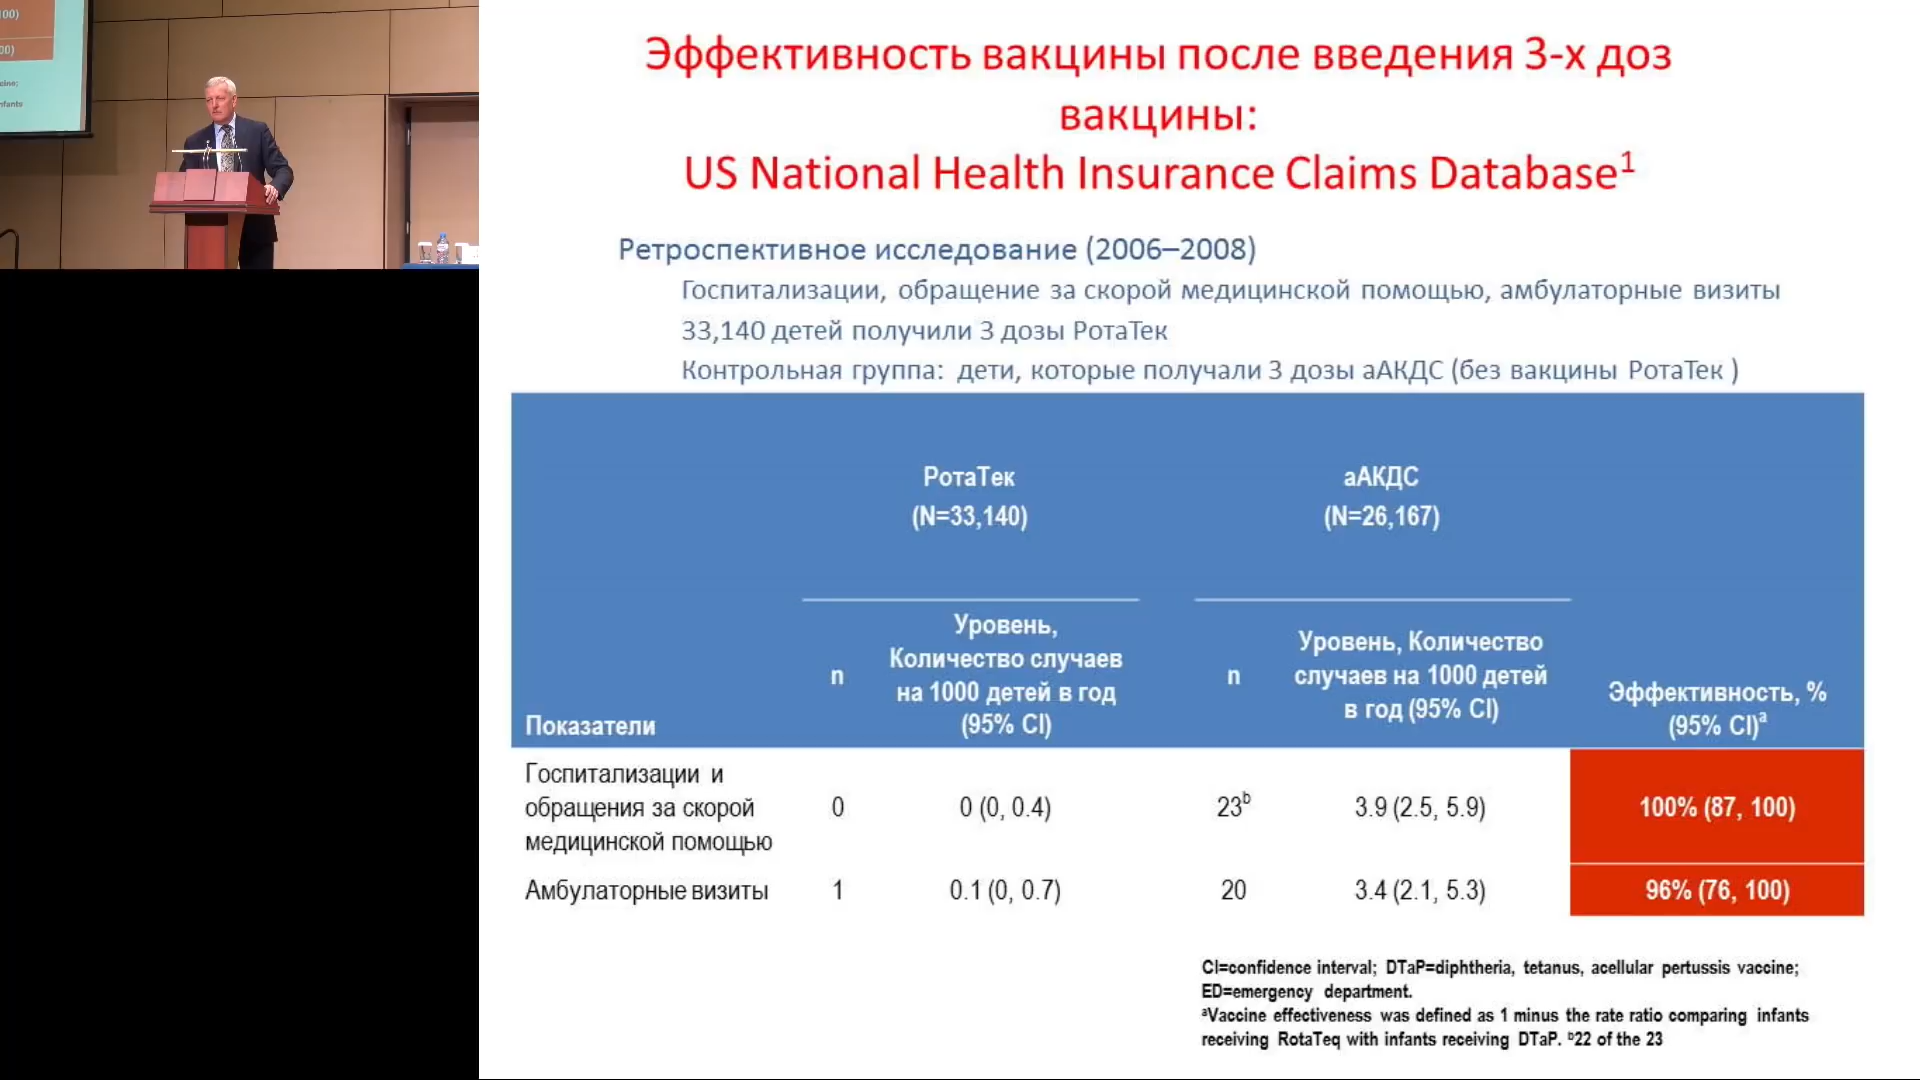 100)
00)
cine;
nfants
Эффективность вакцины после введения 3-х доз
вакцины:
US National Health Insurance Claims Database¹
Ретроспективное исследование (2006–2008)
Госпитализации, обращение за скорой медицинской помощью, амбулаторные визиты
33,140 детей получили 3 дозы РотаТек
Контрольная группа: дети, которые получали 3 дозы аАКДС (без вакцины РотаТек )
РотаТек
(N=33,140)
аАКДС
(N=26,167)
Показатели
n
Уровень,
Количество случаев
на 1000 детей в год
(95% CI)
n
Уровень, Количество
случаев на 1000 детей
в год (95% CI)
Эффективность, %
(95% CI)ª
Госпитализации и
обращения за скорой
медицинской помощью
0
0 (0, 0.4)
23ᵇ
3.9 (2.5, 5.9)
100% (87, 100)
Амбулаторные визиты
1
0.1 (0, 0.7)
20
3.4 (2.1, 5.3)
96% (76, 100)
CI=confidence interval; DTaP=diphtheria, tetanus, acellular pertussis vaccine;
ED=emergency department.
ªVaccine effectiveness was defined as 1 minus the rate ratio comparing infants
receiving RotaTeq with infants receiving DTaP. ᵇ22 of the 23